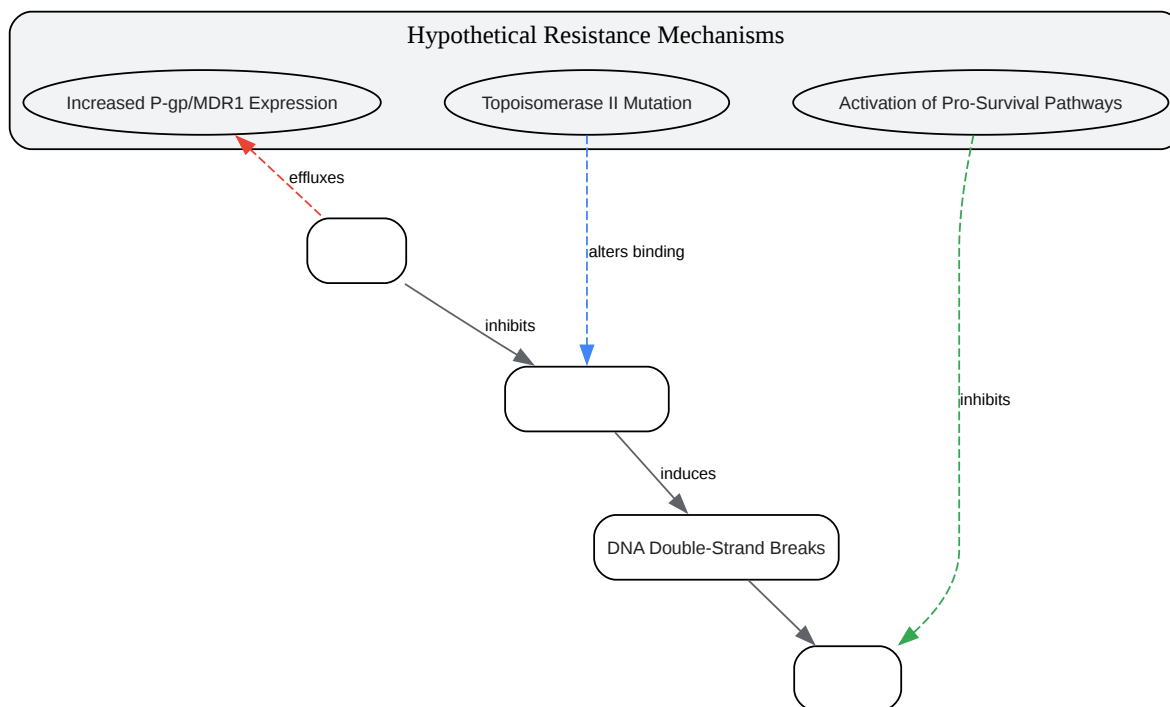 Hypothetical Resistance Mechanisms
Increased P-gp/MDR1 Expression
Topoisomerase II Mutation
Activation of Pro-Survival Pathways
effluxes
alters binding
inhibits
inhibits
induces
DNA Double-Strand Breaks